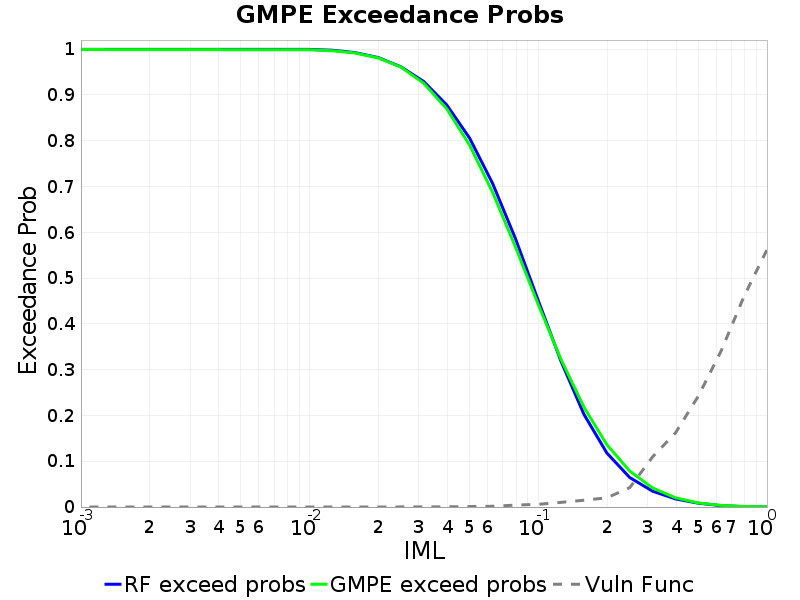 GMPE Exceedance Probs
Exceedance Prob
1
0.9
0.8
0.7
0.6
0.5
0.4
0.3
0.2
0.1
0
10^-3 2 3 4 5 6 10^-2 2 3 4 5 6 10^-1 2 3 4 5 6 7 10^0
IML
RF exceed probs GMPE exceed probs Vuln Func